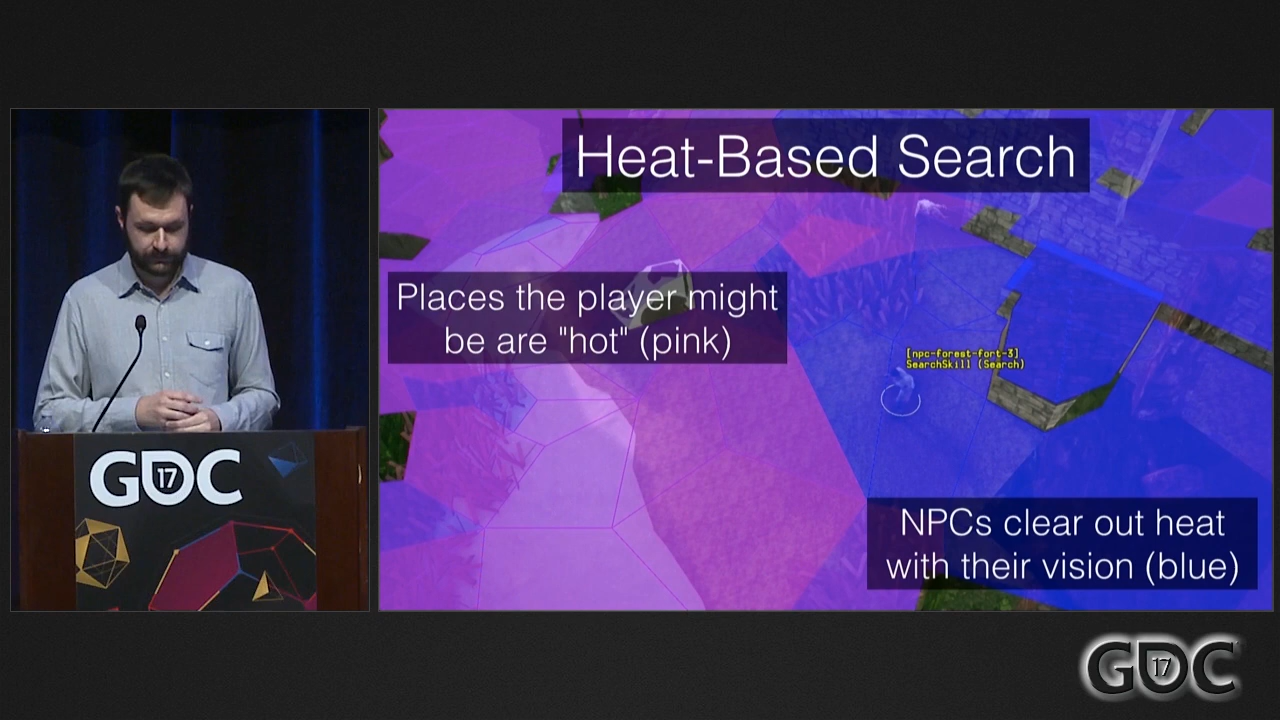 Heat-Based Search
Places the player might
be are "hot" (pink)
[npc-forest-fort-3]
SearchSkill (Search)
NPCs clear out heat
with their vision (blue)
GDC
17
GDC
17